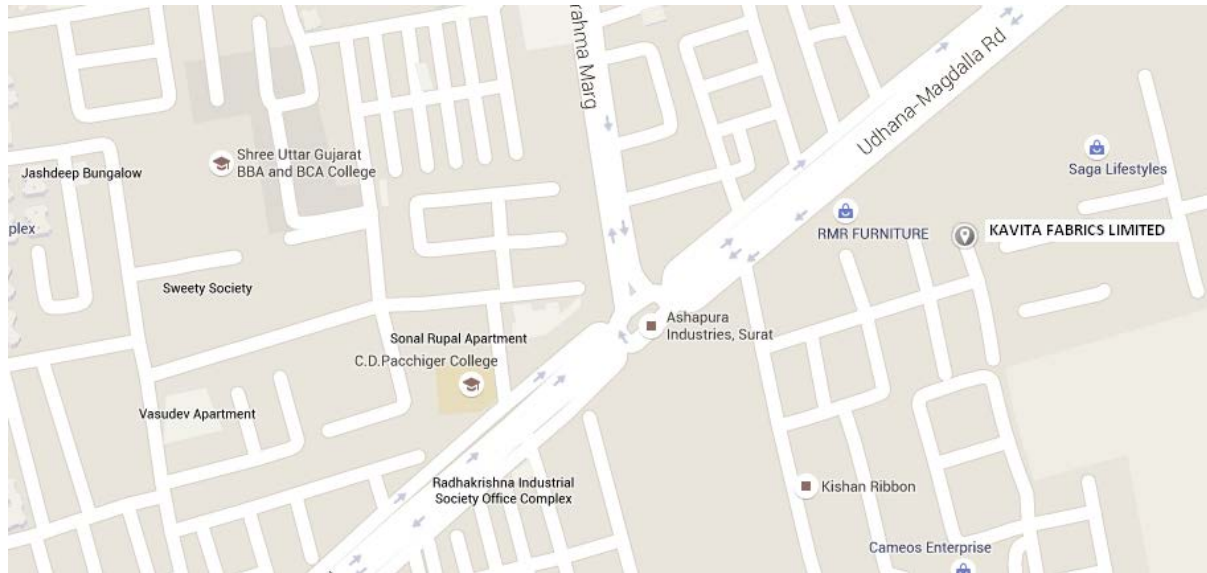 rahma Marg
Udhana-Magdalla Rd
Shree Uttar Gujarat
BBA and BCA College
Jashdeep Bungalow
Saga Lifestyles
plex
RMR FURNITURE
KAVITA FABRICS LIMITED
Sweety Society
Ashapura
Industries, Surat
Sonal Rupal Apartment
C.D.Pacchiger College
Vasudev Apartment
Radhakrishna Industrial
Society Office Complex
Kishan Ribbon
Cameos Enterprise